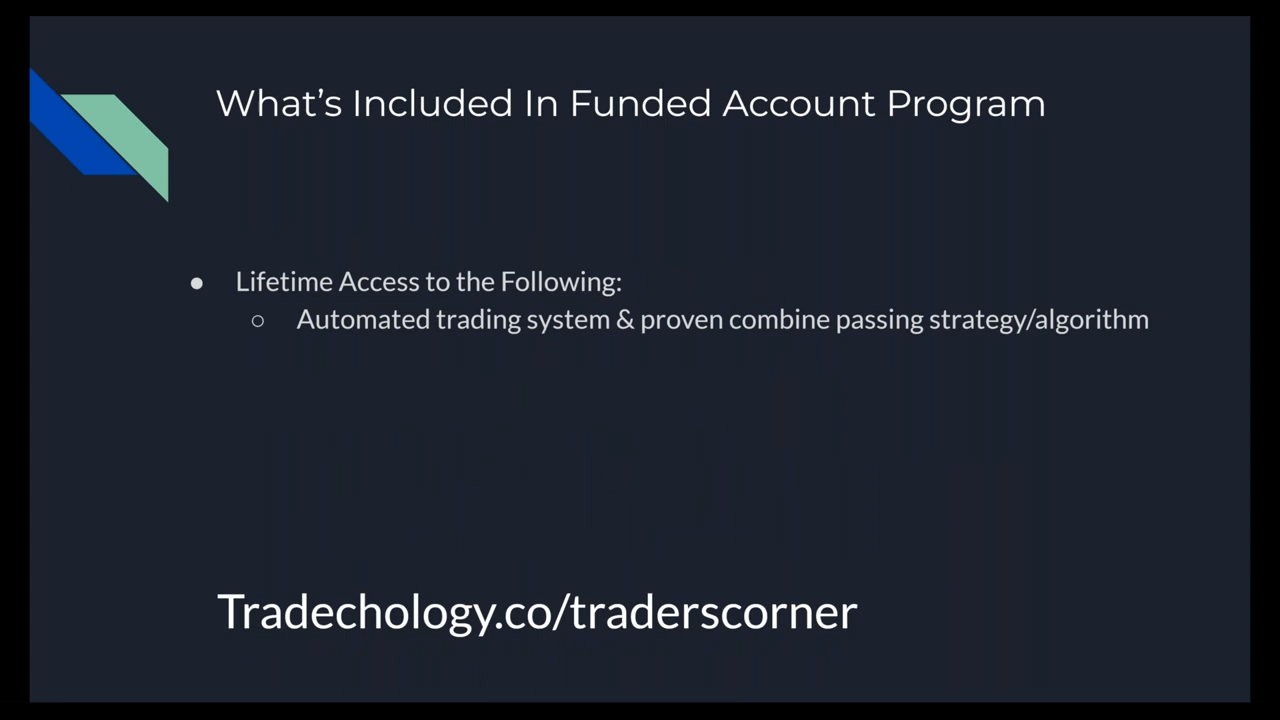 What’s Included In Funded Account Program
● Lifetime Access to the Following:
○ Automated trading system & proven combine passing strategy/algorithm
Tradechology.co/traderscorner